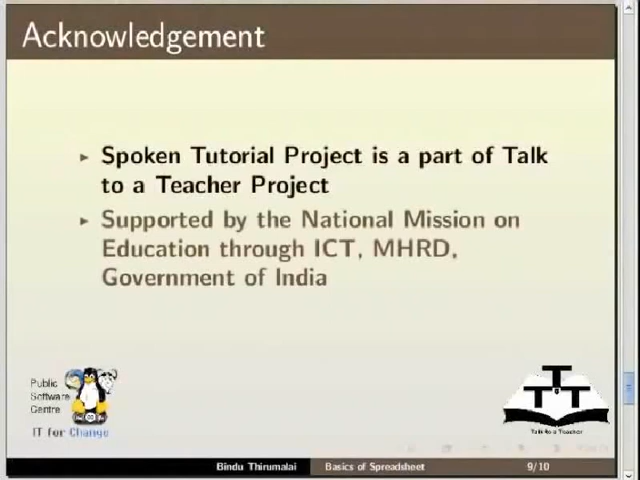 Acknowledgement
Spoken Tutorial Project is a part of Talk
to a Teacher Project
Supported by the National Mission on
Education through ICT, MHRD,
Government of India
Public
Software
Centre
IT for Change
TTT
Talk to a Teacher
Bindu Thirumalai Basics of Spreadsheet 9/10